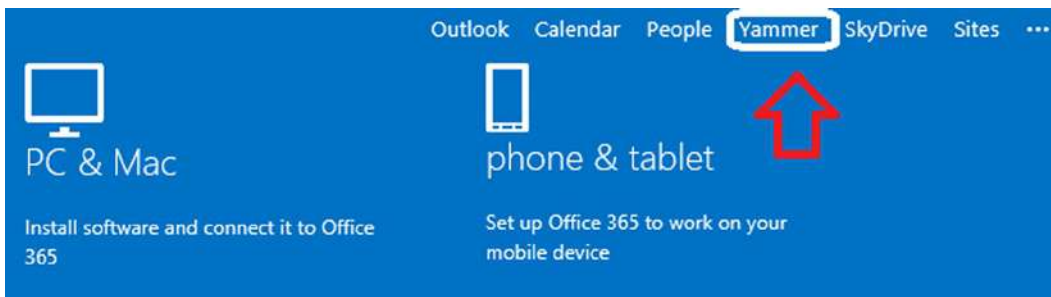 Outlook Calendar People Yammer SkyDrive Sites ...
PC & Mac
phone & tablet
Install software and connect it to Office
365
Set up Office 365 to work on your
mobile device